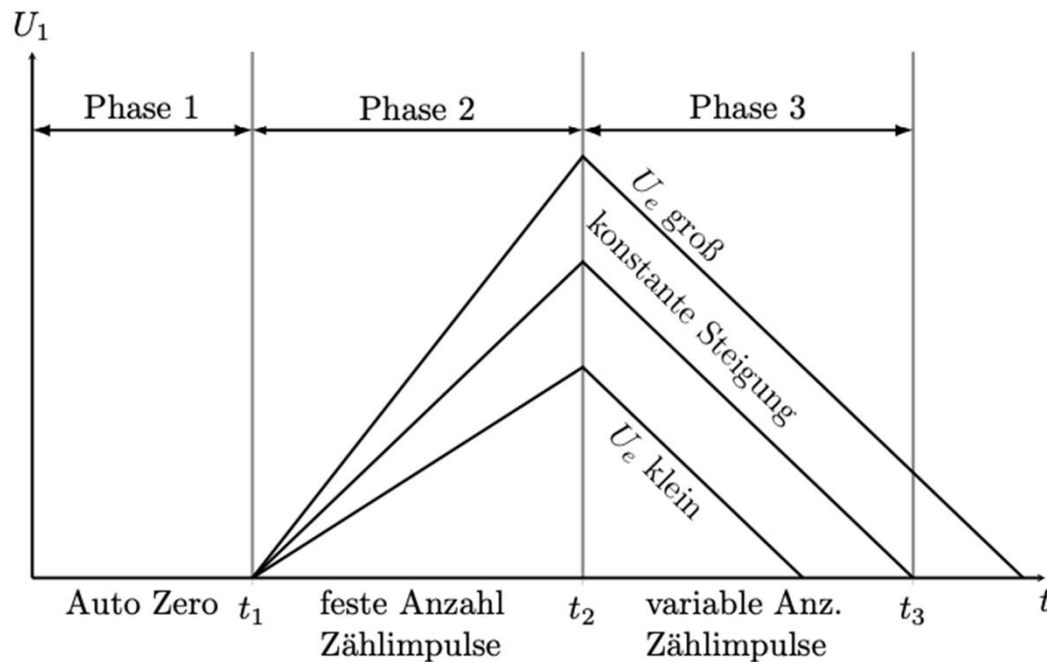 U₁
Phase 1
Phase 2
Phase 3
Uₑ groß
konstante Steigung
Uₑ klein
Auto Zero
t₁
feste Anzahl
Zählimpulse
t₂
variable Anz.
Zählimpulse
t₃
t